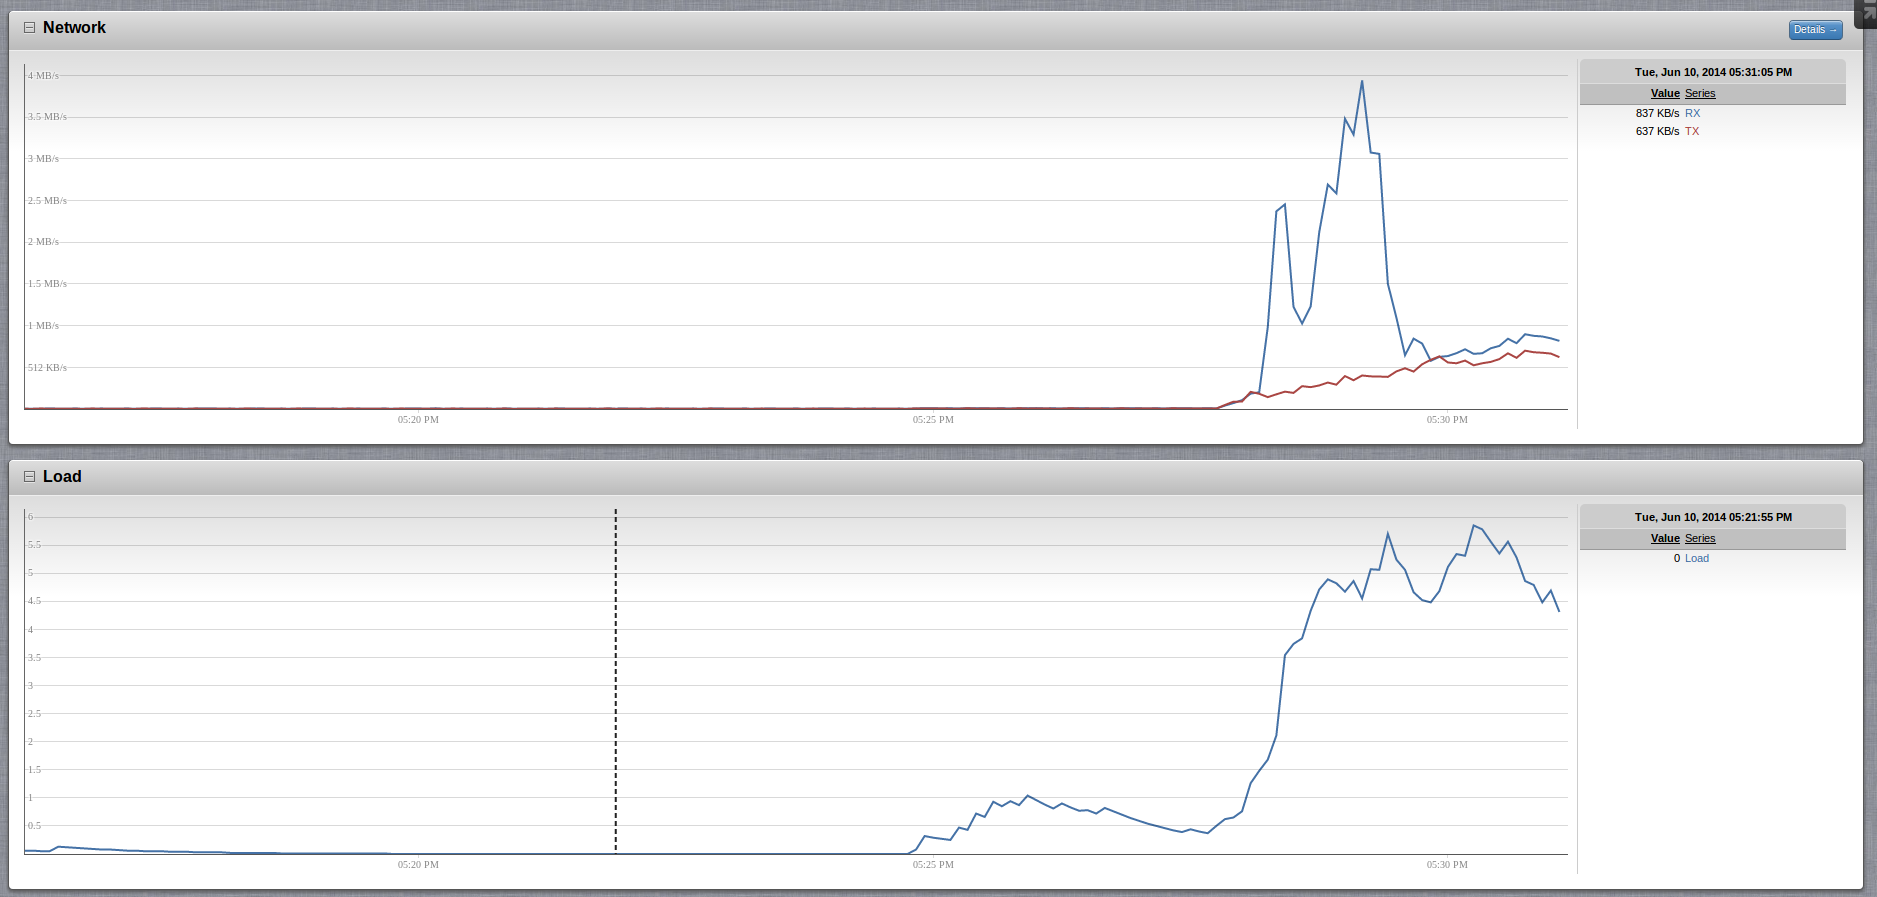 Network
Details →
4 MB/s
3.5 MB/s
3 MB/s
2.5 MB/s
2 MB/s
1.5 MB/s
1 MB/s
512 KB/s
05:20 PM 05:25 PM 05:30 PM
Tue, Jun 10, 2014 05:31:05 PM
Value Series
837 KB/s RX
637 KB/s TX
Load
6
5.5
5
4.5
4
3.5
3
2.5
2
1.5
1
0.5
05:20 PM 05:25 PM 05:30 PM
Tue, Jun 10, 2014 05:21:55 PM
Value Series
0 Load